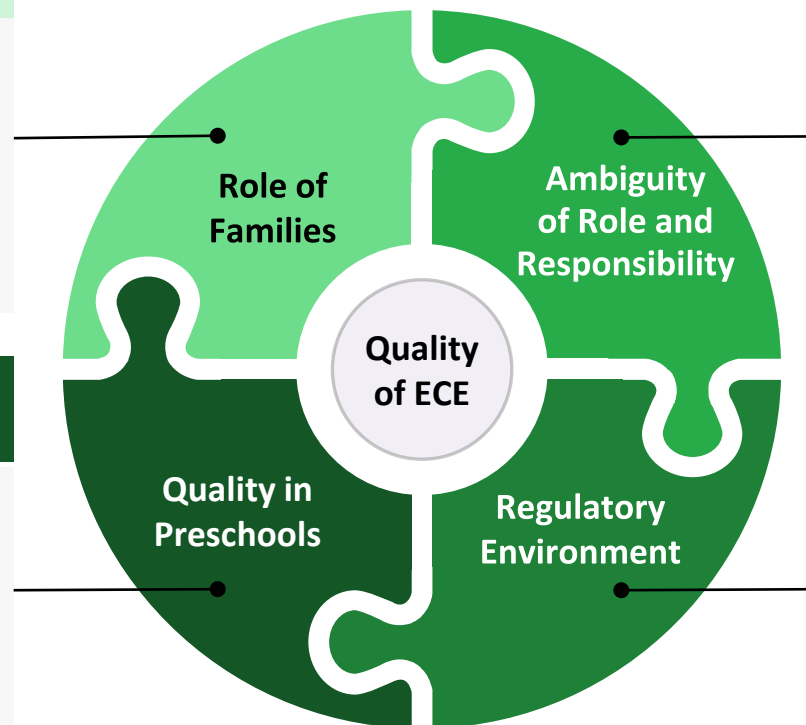 Role of
Families
Ambiguity
of Role and
Responsibility
Quality
of ECE
Quality in
Preschools
Regulatory
Environment